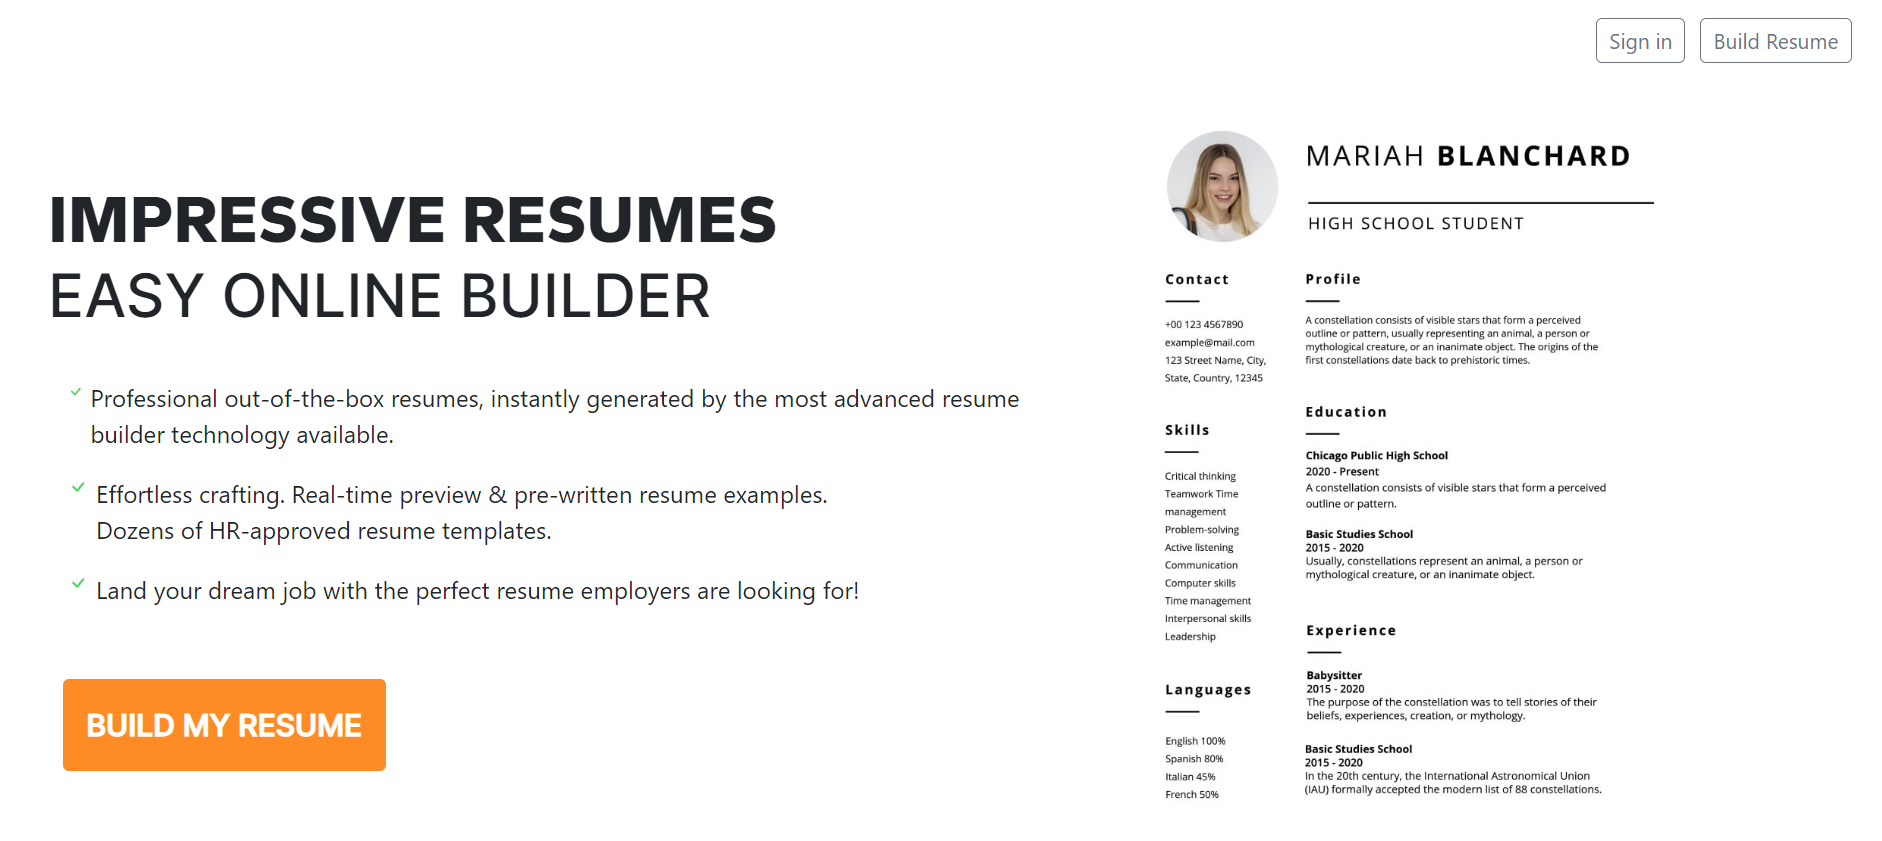 Sign in
Build Resume
IMPRESSIVE RESUMES
EASY ONLINE BUILDER
Professional out-of-the-box resumes, instantly generated by the most advanced resume
builder technology available.
Effortless crafting. Real-time preview & pre-written resume examples.
Dozens of HR-approved resume templates.
Land your dream job with the perfect resume employers are looking for!
BUILD MY RESUME
MARIAH BLANCHARD
HIGH SCHOOL STUDENT
Contact
+00 123 4567890
example@mail.com
123 Street Name, City,
State, Country, 12345
Skills
Critical thinking
Teamwork Time
management
Problem-solving
Active listening
Communication
Computer skills
Time management
Interpersonal skills
Leadership
Languages
English 100%
Spanish 80%
Italian 45%
French 50%
Profile
A constellation consists of visible stars that form a perceived
outline or pattern, usually representing an animal, a person or
mythological creature, or an inanimate object. The origins of the
first constellations date back to prehistoric times.
Education
Chicago Public High School
2020 - Present
A constellation consists of visible stars that form a perceived
outline or pattern.
Basic Studies School
2015 - 2020
Usually, constellations represent an animal, a person or
mythological creature, or an inanimate object.
Experience
Babysitter
2015 - 2020
The purpose of the constellation was to tell stories of their
beliefs, experiences, creation, or mythology.
Basic Studies School
2015 - 2020
In the 20th century, the International Astronomical Union
(IAU) formally accepted the modern list of 88 constellations.